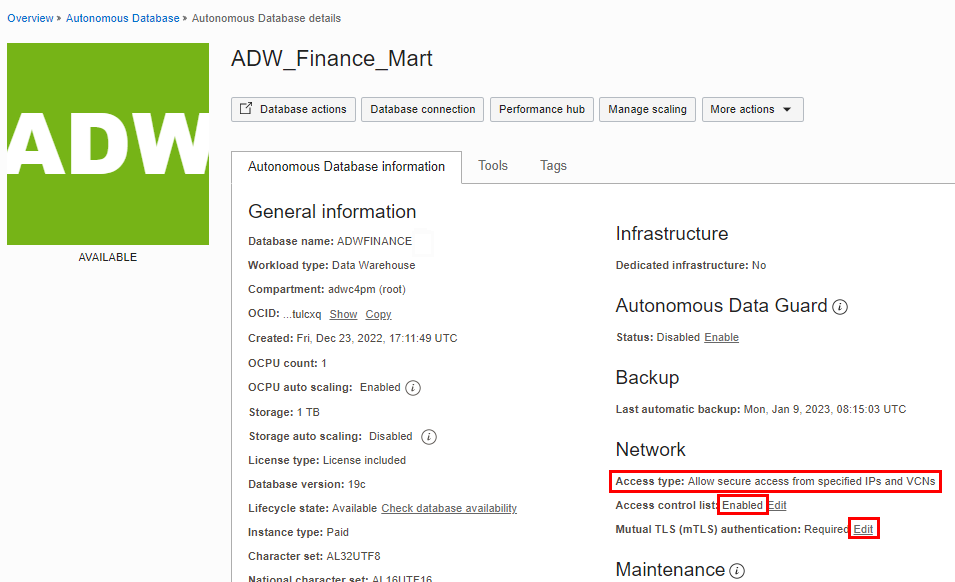 Overview » Autonomous Database » Autonomous Database details
ADW
AVAILABLE
ADW_Finance_Mart
Database actions Database connection Performance hub Manage scaling More actions
Autonomous Database information Tools Tags
General information
Database name: ADWFINANCE
Workload type: Data Warehouse
Compartment: adwc4pm (root)
OCID: ...tulcxq Show Copy
Created: Fri, Dec 23, 2022, 17:11:49 UTC
OCPU count: 1
OCPU auto scaling: Enabled i
Storage: 1 TB
Storage auto scaling: Disabled i
License type: License included
Database version: 19c
Lifecycle state: Available Check database availability
Instance type: Paid
Character set: AL32UTF8
National character set: AL16UTF16
Infrastructure
Dedicated infrastructure: No
Autonomous Data Guard i
Status: Disabled Enable
Backup
Last automatic backup: Mon, Jan 9, 2023, 08:15:03 UTC
Network
Access type: Allow secure access from specified IPs and VCNs
Access control list: Enabled Edit
Mutual TLS (mTLS) authentication: Required Edit
Maintenance i